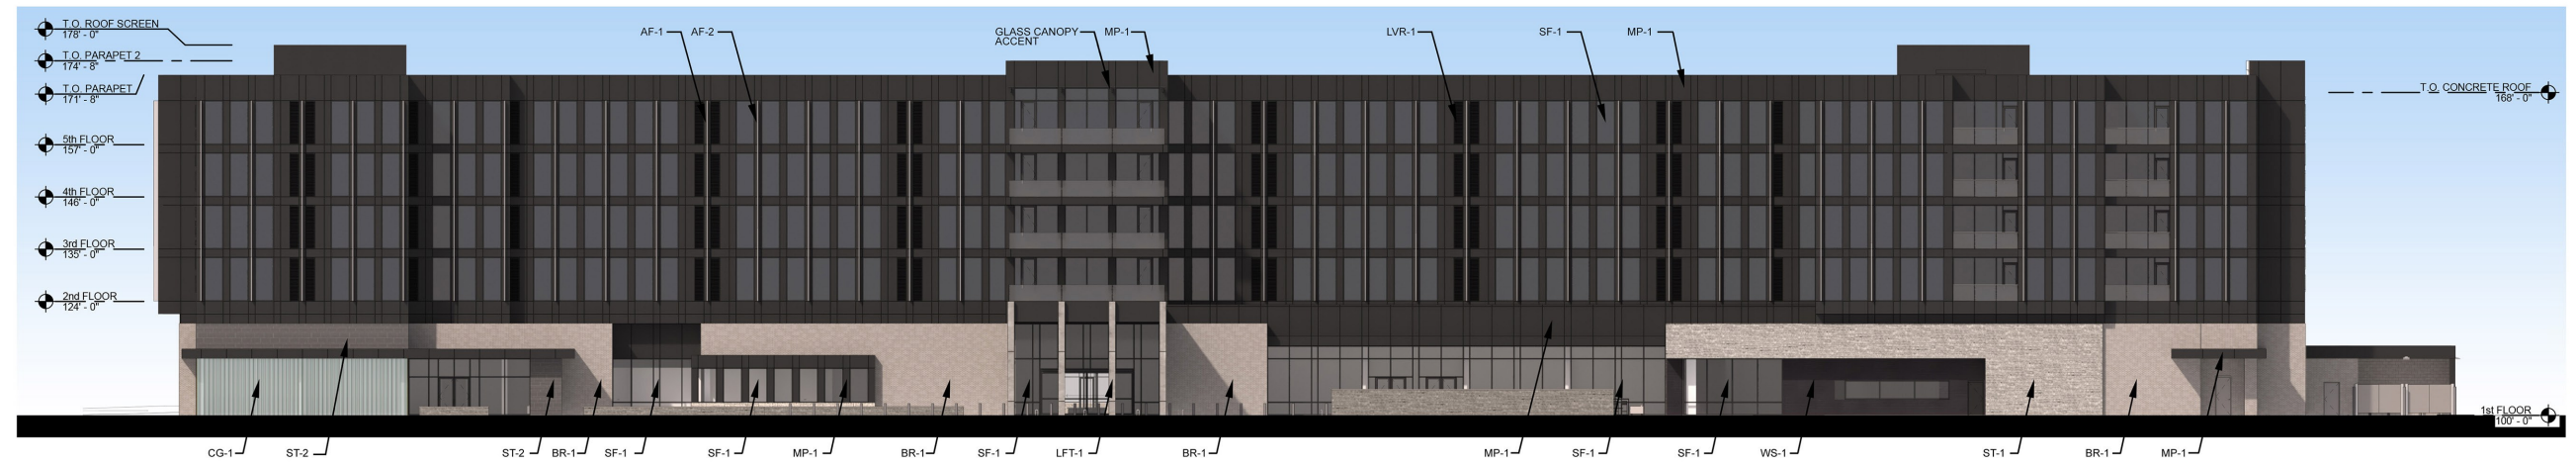 T.O. ROOF SCREEN
178' - 0"
T.O. PARAPET 2
174' - 8"
T.O. PARAPET
171' - 8"
5th FLOOR
157' - 0"
4th FLOOR
146' - 0"
3rd FLOOR
135' - 0"
2nd FLOOR
124' - 0"
AF-1
AF-2
GLASS CANOPY
ACCENT
MP-1
LVR-1
SF-1
MP-1
T.O. CONCRETE ROOF
168' - 0"
1st FLOOR
100' - 0"
CG-1
ST-2
ST-2
BR-1
SF-1
SF-1
MP-1
BR-1
SF-1
LFT-1
BR-1
MP-1
SF-1
SF-1
WS-1
ST-1
BR-1
MP-1